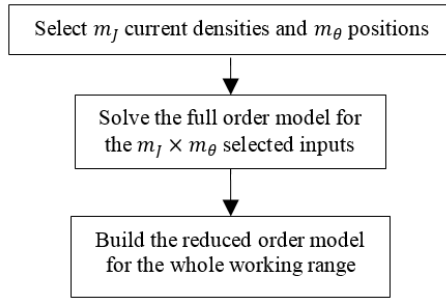 Select m_J current densities and m_θ positions
Solve the full order model for
the m_J × m_θ selected inputs
Build the reduced order model
for the whole working range